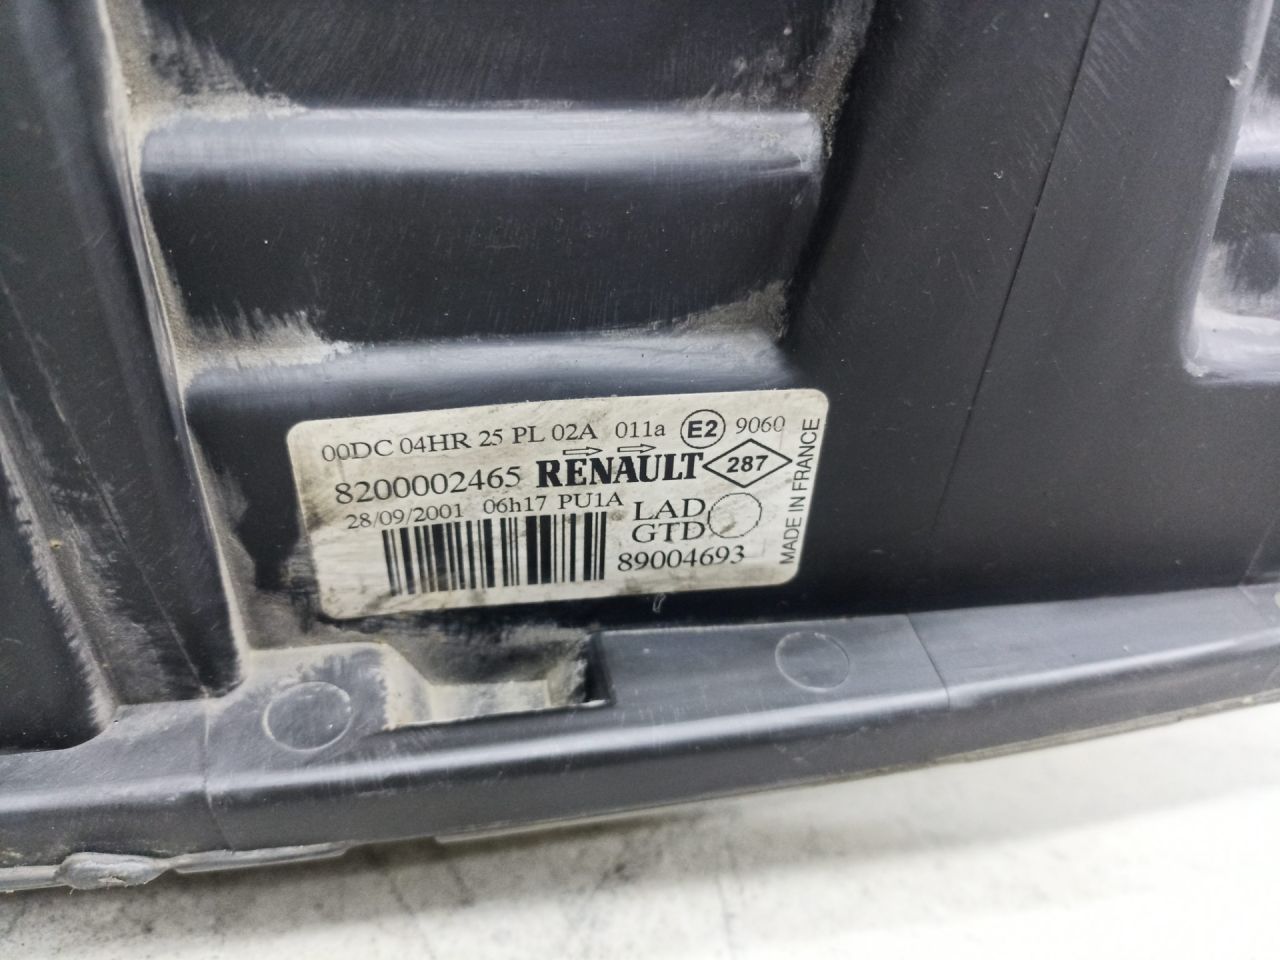 00DC 04HR 25 PL 02A 011a E2 9060
8200002465 RENAULT 287
28/09/2001 06h17 PU1A LAD
GTD
89004693
MADE IN FRANCE